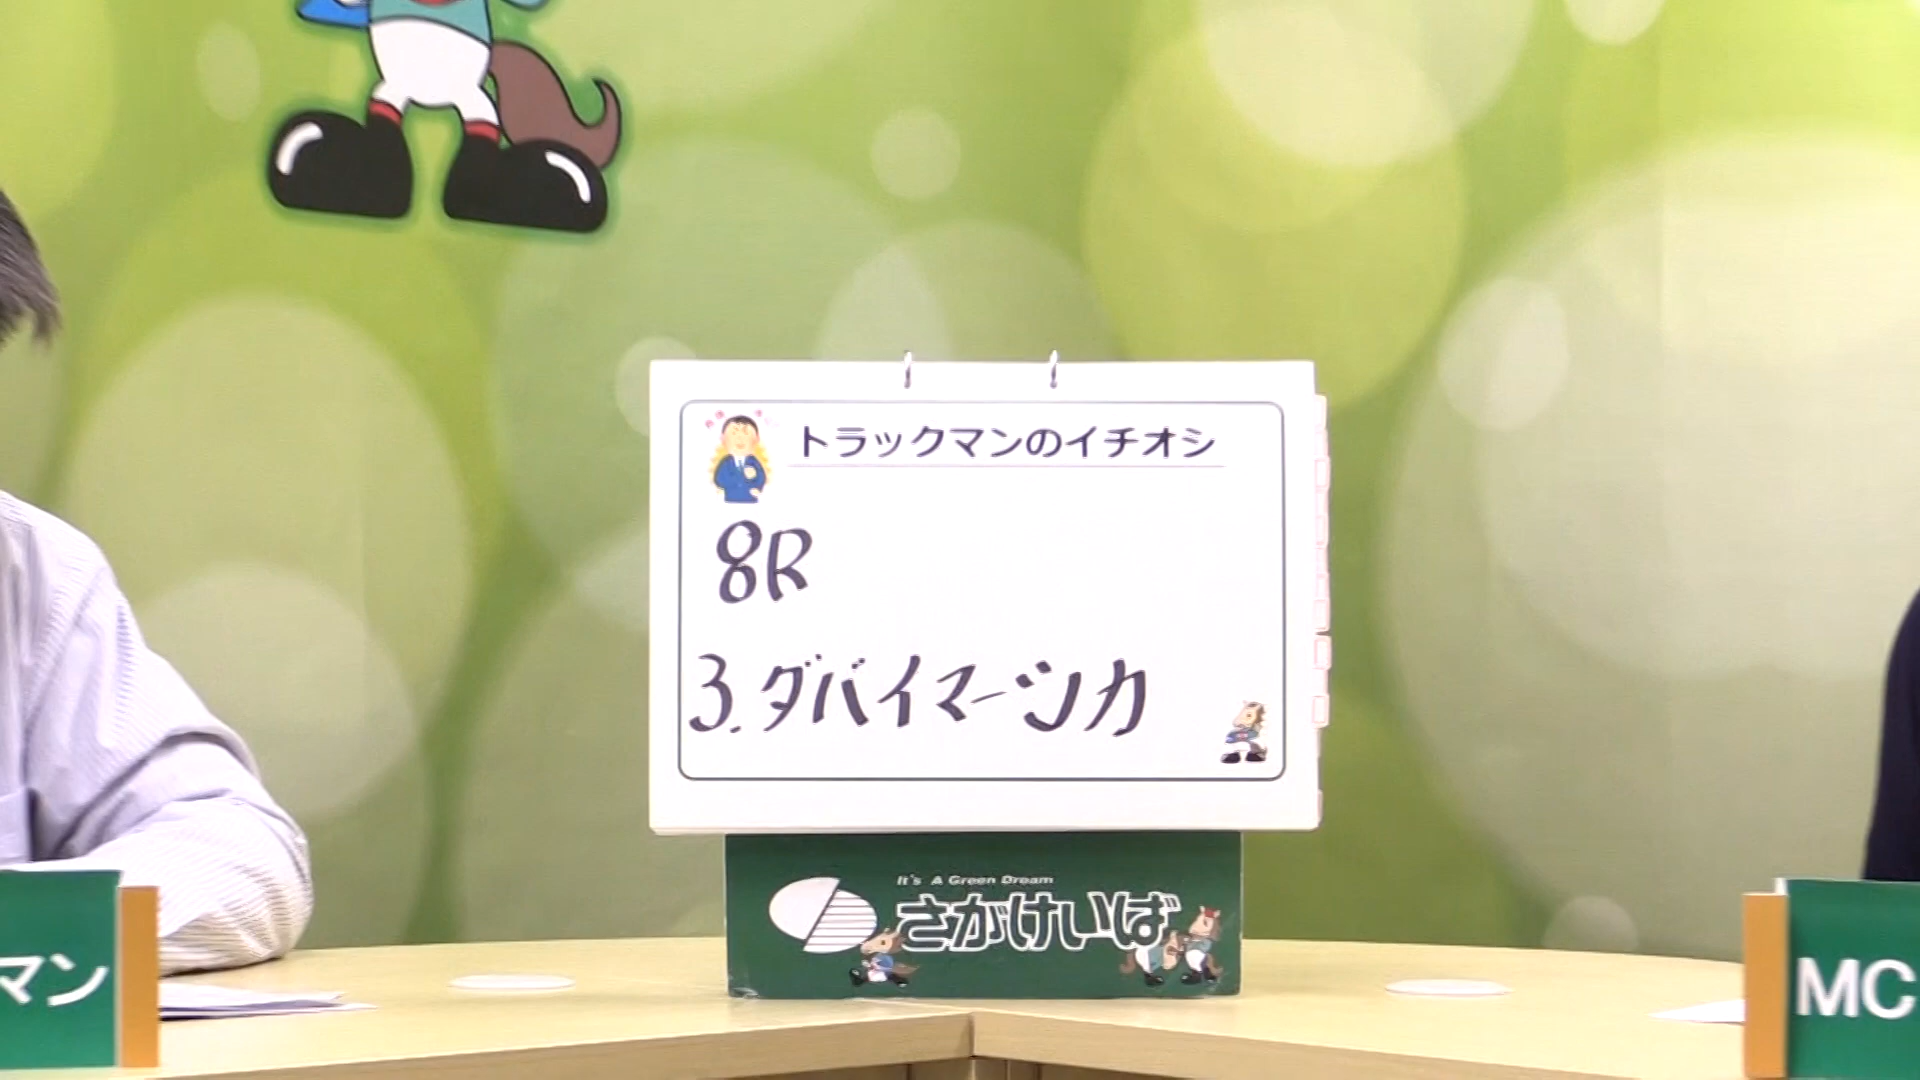 トラックマンのイチオシ
8R
3.ダバイマーシカ
It's A Green Dream
さがけいば
マン
MC